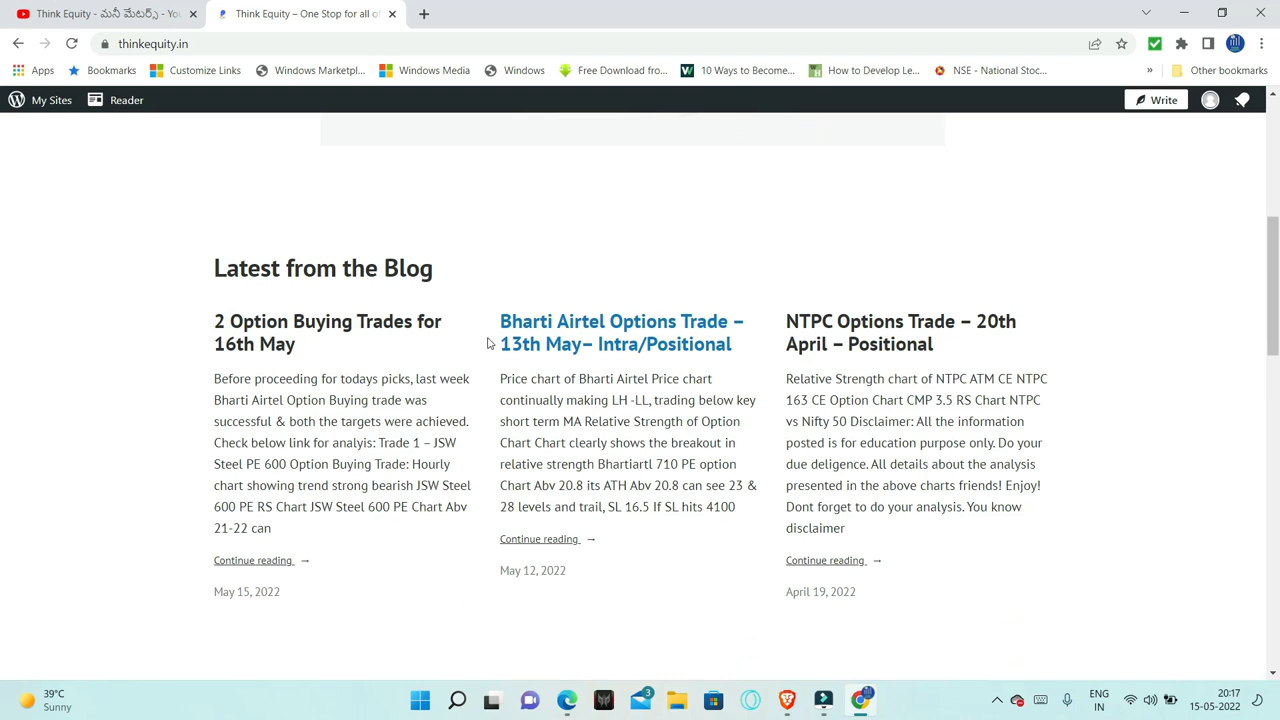 Think Equity - మనీ మేటర్స్ - You
Think Equity – One Stop for all of
thinkequity.in
Apps
Bookmarks
Customize Links
Windows Marketpl...
Windows Media
Windows
Free Download fro...
10 Ways to Become...
How to Develop Le...
NSE - National Stoc...
»
Other bookmarks
My Sites
Reader
Write
Latest from the Blog
2 Option Buying Trades for
16th May
Before proceeding for todays picks, last week
Bharti Airtel Option Buying trade was
successful & both the targets were achieved.
Check below link for analyis: Trade 1 – JSW
Steel PE 600 Option Buying Trade: Hourly
chart showing trend strong bearish JSW Steel
600 PE RS Chart JSW Steel 600 PE Chart Abv
21-22 can
Continue reading →
May 15, 2022
Bharti Airtel Options Trade –
13th May– Intra/Positional
Price chart of Bharti Airtel Price chart
continually making LH -LL, trading below key
short term MA Relative Strength of Option
Chart Chart clearly shows the breakout in
relative strength Bhartiartl 710 PE option
Chart Abv 20.8 its ATH Abv 20.8 can see 23 &
28 levels and trail, SL 16.5 If SL hits 4100
Continue reading →
May 12, 2022
NTPC Options Trade – 20th
April – Positional
Relative Strength chart of NTPC ATM CE NTPC
163 CE Option Chart CMP 3.5 RS Chart NTPC
vs Nifty 50 Disclaimer: All the information
posted is for education purpose only. Do your
due deligence. All details about the analysis
presented in the above charts friends! Enjoy!
Dont forget to do your analysis. You know
disclaimer
Continue reading →
April 19, 2022
39°C
Sunny
3
ENG
IN
20:17
15-05-2022